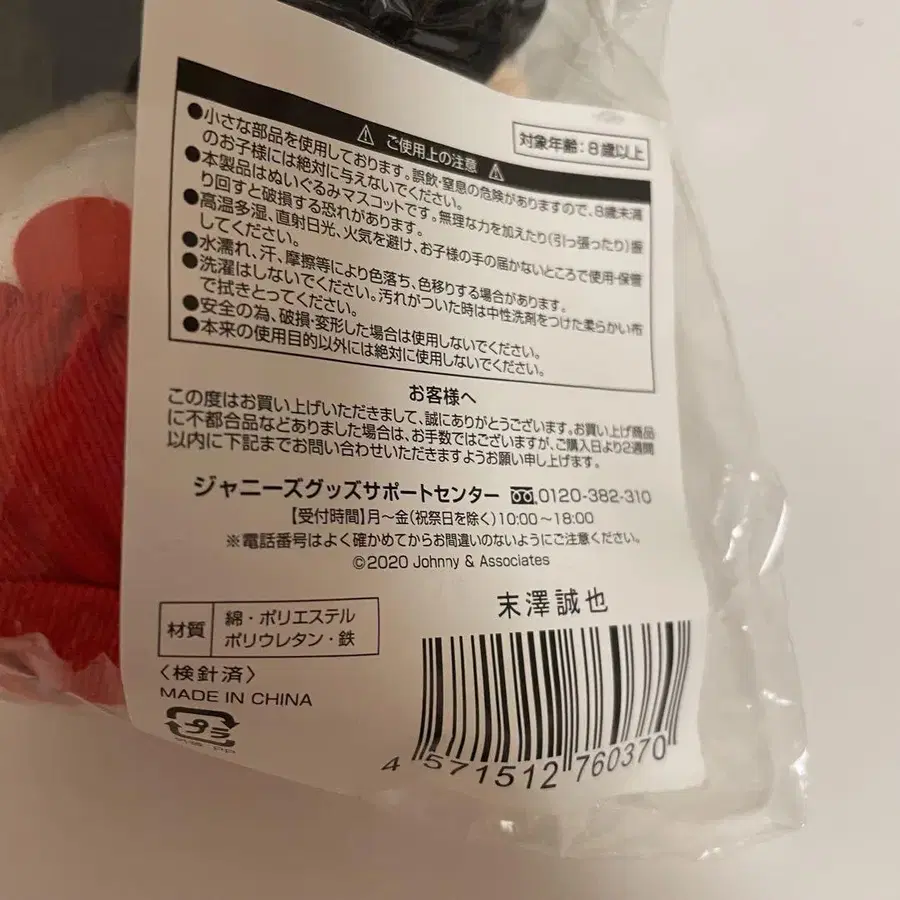 ⚠ ご使用上の注意 ⚠
対象年齢：8歳以上
●小さな部品を使用しております。誤飲・窒息の危険がありますので、8歳未満
のお子様には絶対に与えないでください。
●本製品はぬいぐるみマスコットです。無理な力を加えたり(引っ張ったり)振
り回すと破損する恐れがあります。
●高温多湿、直射日光、火気を避け、お子様の手の届かないところで使用・保管
してください。
●水濡れ、汗、摩擦等により色落ち、色移りする場合があります。
●洗濯はしないでください。汚れがついた時は中性洗剤をつけた柔らかい布
で拭きとってください。
●安全の為、破損・変形した場合は使用しないでください。
●本来の使用目的以外には絶対に使用しないでください。
お客様へ
この度はお買い上げいただきまして、誠にありがとうございます。お買い上げ商品
に不都合品などありました場合は、お手数ではございますが、ご購入日より2週間
以内に下記までお問い合わせいただきますようお願い申し上げます。
ジャニーズグッズサポートセンター 0120-382-310
【受付時間】月～金(祝祭日を除く)10:00～18:00
※電話番号はよく確かめてからお間違いのないようにご注意ください。
©2020 Johnny & Associates
末澤誠也
材質
綿・ポリエステル
ポリウレタン・鉄
〈検針済〉
MADE IN CHINA
プラ
PP
4 571512 760370